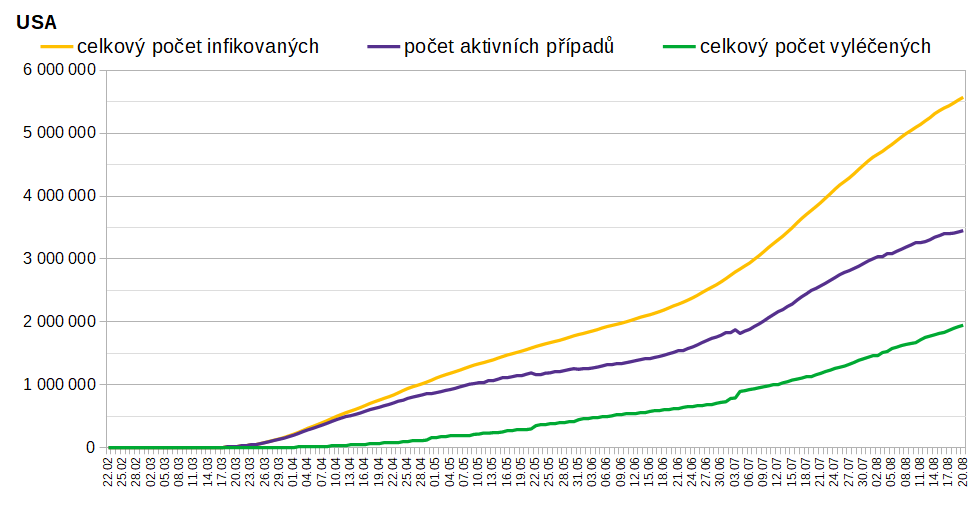 USA
celkový počet infikovaných počet aktivních případů celkový počet vyléčených
6 000 000
5 000 000
4 000 000
3 000 000
2 000 000
1 000 000
0
22.02 25.02 28.02 02.03 05.03 08.03 11.03 14.03 17.03 20.03 23.03 26.03 29.03 01.04 04.04 07.04 10.04 13.04 16.04 19.04 22.04 25.04 28.04 01.05 04.05 07.05 10.05 13.05 16.05 19.05 22.05 25.05 28.05 31.05 03.06 06.06 09.06 12.06 15.06 18.06 21.06 24.06 27.06 30.06 03.07 06.07 09.07 12.07 15.07 18.07 21.07 24.07 27.07 30.07 02.08 05.08 08.08 11.08 14.08 17.08 20.08